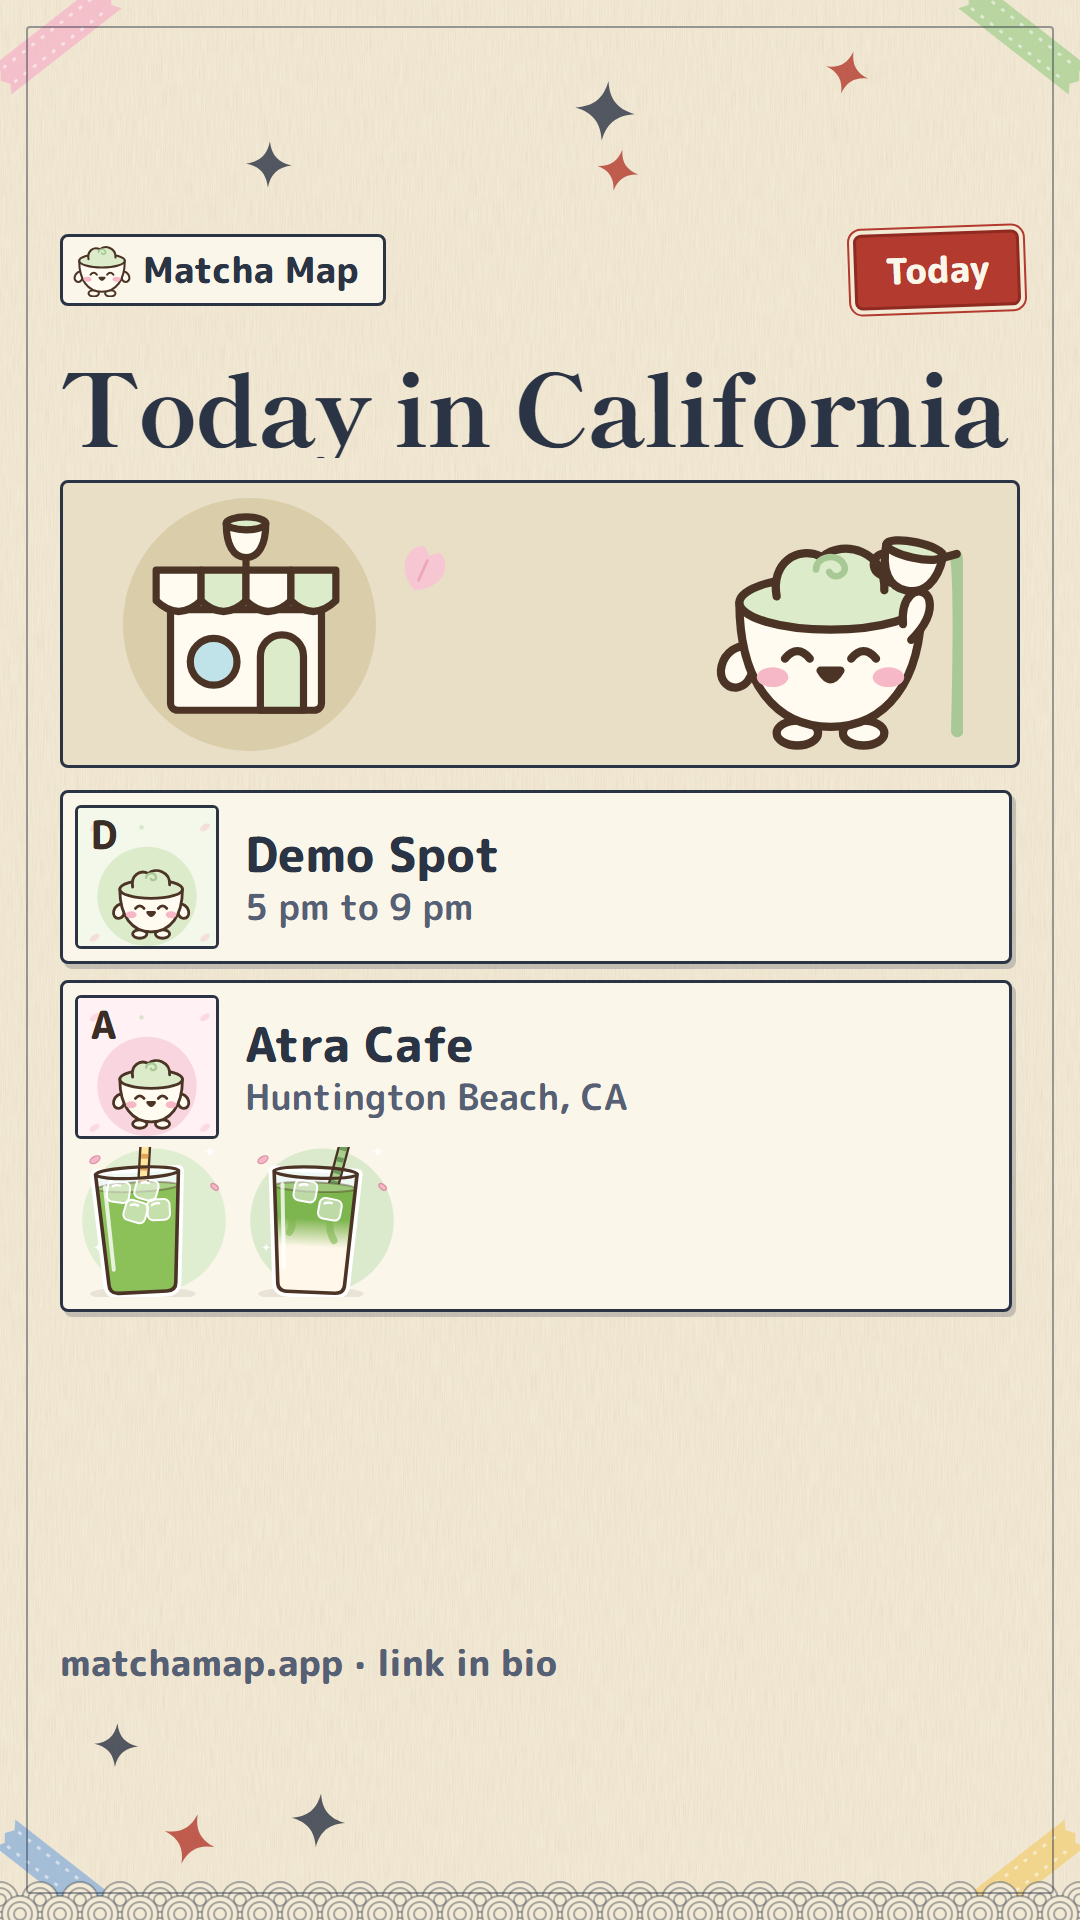 Matcha Map
Today
Today in California
D
Demo Spot
5 pm to 9 pm
A
Atra Cafe
Huntington Beach, CA
matchamap.app · link in bio